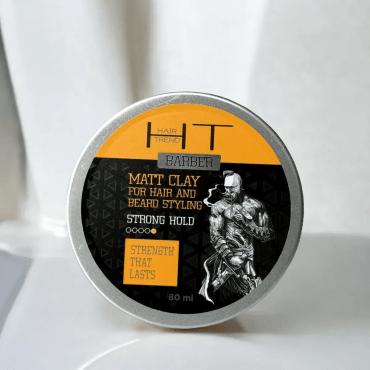 HT
HAIR
TREND
BARBER
MATT CLAY
FOR HAIR AND
BEARD STYLING
STRONG HOLD
STRENGTH
THAT
LASTS
80 ml